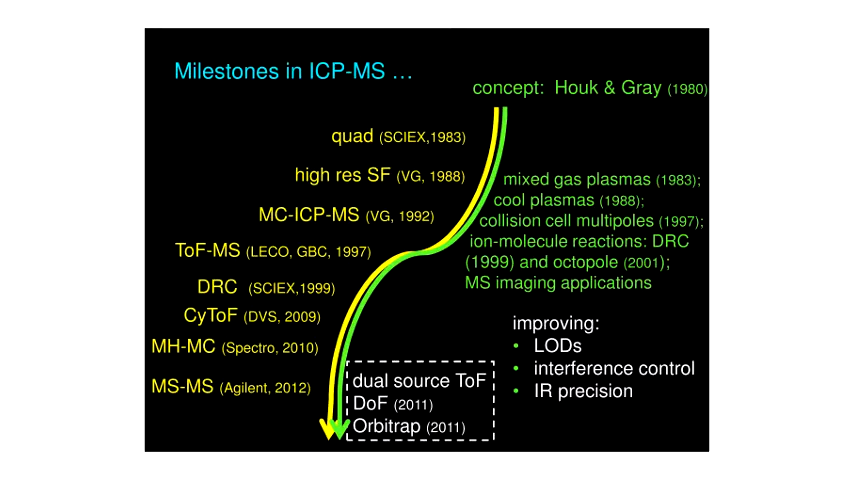 Milestones in ICP-MS …
concept: Houk & Gray (1980)
quad (SCIEX,1983)
high res SF (VG, 1988)
MC-ICP-MS (VG, 1992)
ToF-MS (LECO, GBC, 1997)
DRC (SCIEX,1999)
CyToF (DVS, 2009)
MH-MC (Spectro, 2010)
MS-MS (Agilent, 2012)
mixed gas plasmas (1983);
cool plasmas (1988);
collision cell multipoles (1997);
ion-molecule reactions: DRC
(1999) and octopole (2001);
MS imaging applications
improving:
• LODs
• interference control
• IR precision
dual source ToF
DoF (2011)
Orbitrap (2011)